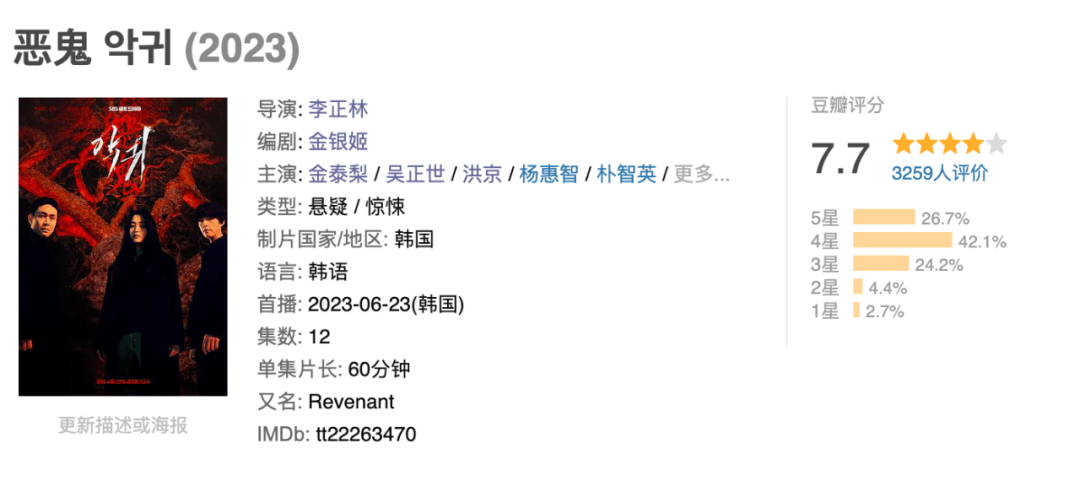 恶鬼 악귀 (2023)
악귀
更新描述或海报
导演: 李正林
编剧: 金银姬
主演: 金泰梨 / 吴正世 / 洪京 / 杨惠智 / 朴智英 / 更多...
类型: 悬疑 / 惊悚
制片国家/地区: 韩国
语言: 韩语
首播: 2023-06-23(韩国)
集数: 12
单集片长: 60分钟
又名: Revenant
IMDb: tt22263470
豆瓣评分
7.7
3259人评价
5星 26.7%
4星 42.1%
3星 24.2%
2星 4.4%
1星 2.7%